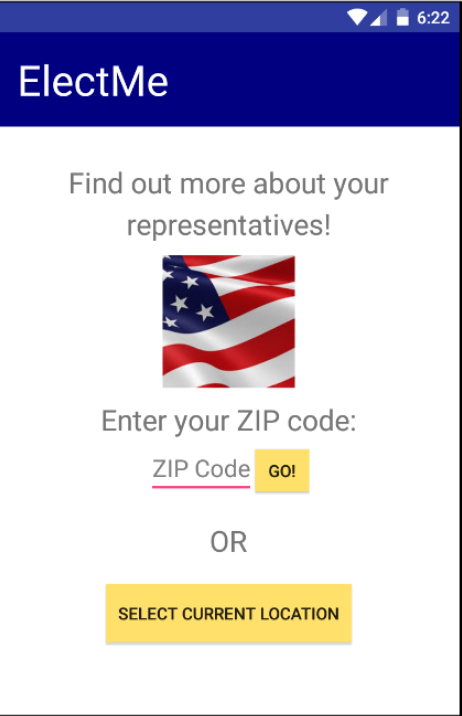 6:22
ElectMe
Find out more about your
representatives!
Enter your ZIP code:
ZIP Code GO!
OR
SELECT CURRENT LOCATION